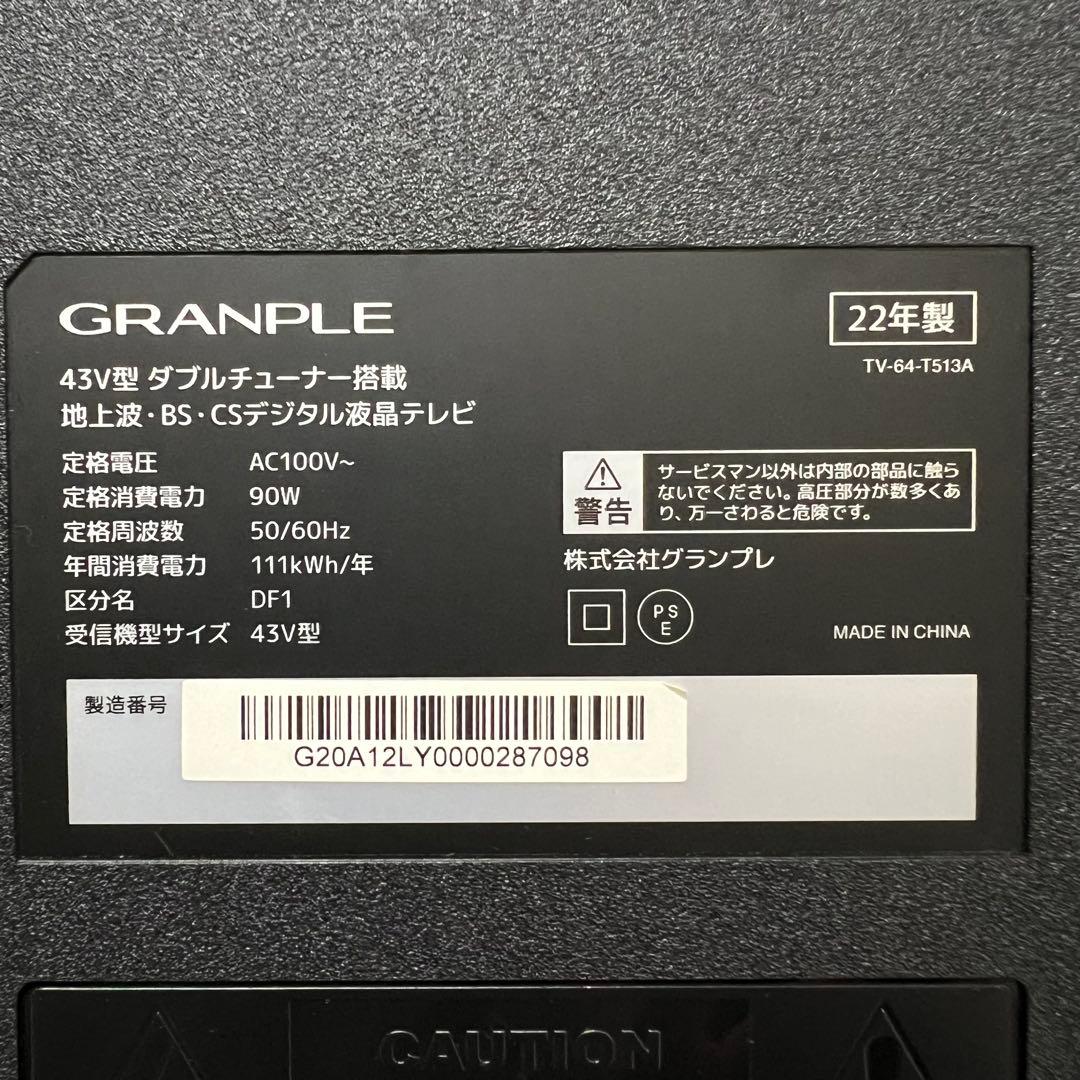 GRANPLE
22年製
TV-64-T513A
43V型 ダブルチューナー搭載
地上波・BS・CSデジタル液晶テレビ
定格電圧 AC100V~
定格消費電力 90W
定格周波数 50/60Hz
年間消費電力 111kWh/年
区分名 DF1
受信機型サイズ 43V型
警告
サービスマン以外は内部の部品に触ら
ないでください。高圧部分が数多くあ
り、万一さわると危険です。
株式会社グランプレ
PS
E
MADE IN CHINA
製造番号
G20A12LY0000287098
CAUTION